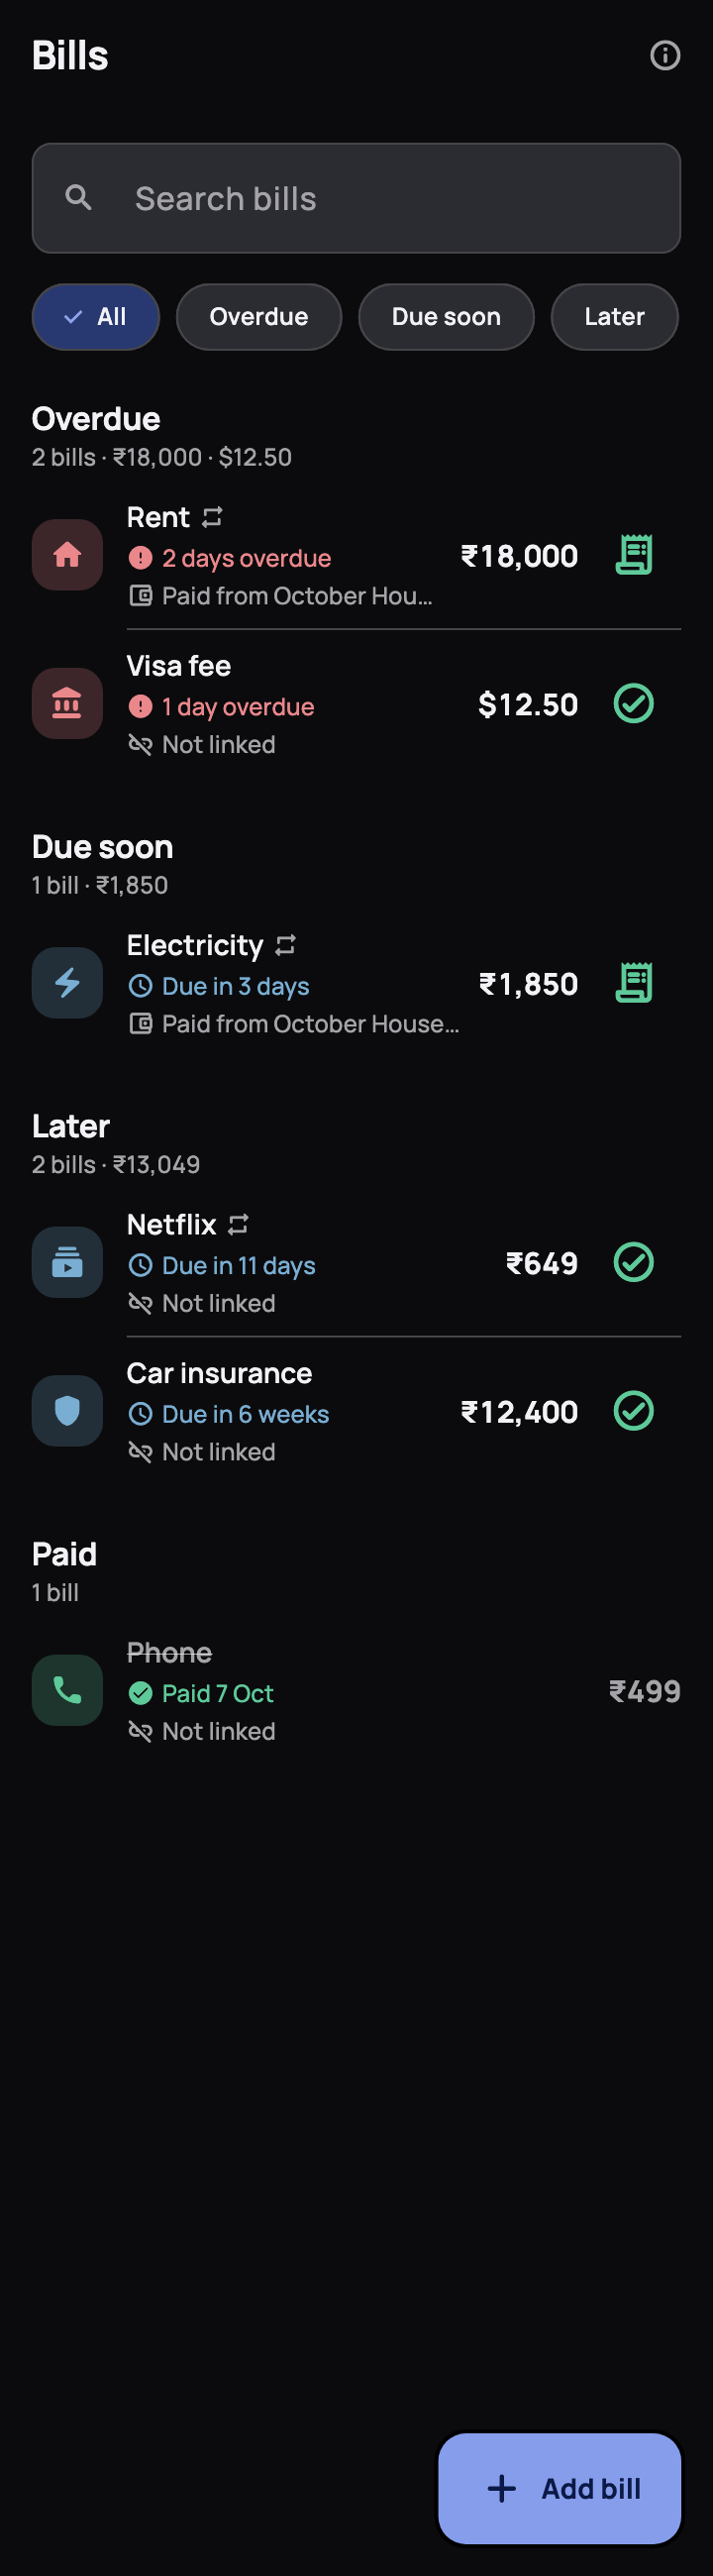 Bills
Search bills
All
Overdue
Due soon
Later
Overdue
2 bills · ₹18,000 · $12.50
Rent
2 days overdue
₹18,000
Paid from October Hou...
Visa fee
1 day overdue
$12.50
Not linked
Due soon
1 bill · ₹1,850
Electricity
Due in 3 days
₹1,850
Paid from October House...
Later
2 bills · ₹13,049
Netflix
Due in 11 days
₹649
Not linked
Car insurance
Due in 6 weeks
₹12,400
Not linked
Paid
1 bill
Phone
Paid 7 Oct
₹499
Not linked
Add bill